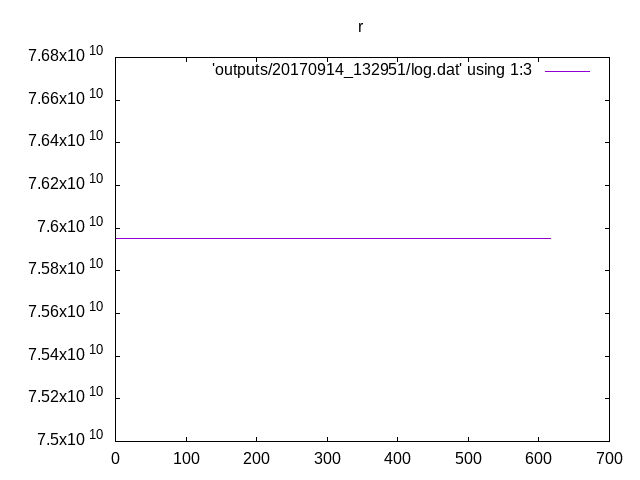 r
'outputs/20170914_132951/log.dat' using 1:3
7.68x10^10
7.66x10^10
7.64x10^10
7.62x10^10
7.6x10^10
7.58x10^10
7.56x10^10
7.54x10^10
7.52x10^10
7.5x10^10
0 100 200 300 400 500 600 700